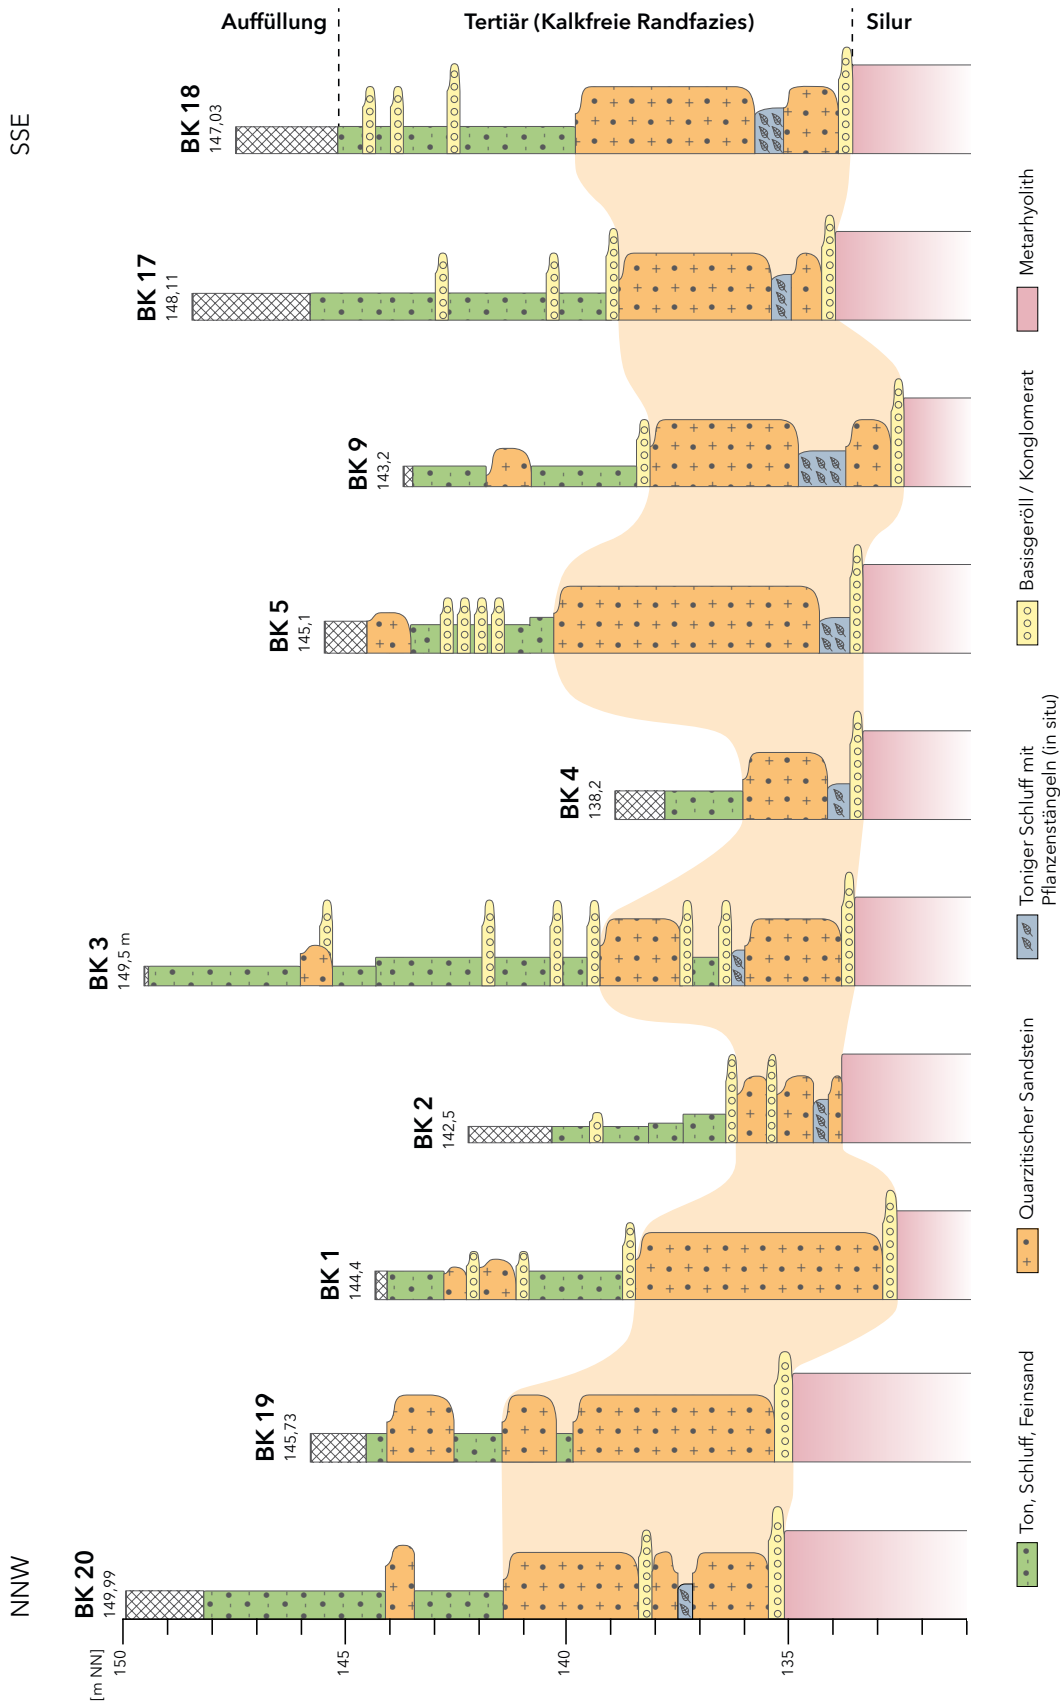 Auffüllung
Tertiär (Kalkfreie Randfazies)
Silur
NNW
SSE
BK 20
149,99
BK 19
145,73
BK 1
144,4
BK 2
142,5
BK 3
149,5 m
BK 4
138,2
BK 5
145,1
BK 9
143,2
BK 17
148,11
BK 18
147,03
[m NN]
150
145
140
135
Ton, Schluff, Feinsand
Quarzitischer Sandstein
Toniger Schluff mit
Pflanzenstängeln (in situ)
Basisgeröll / Konglomerat
Metarhyolith